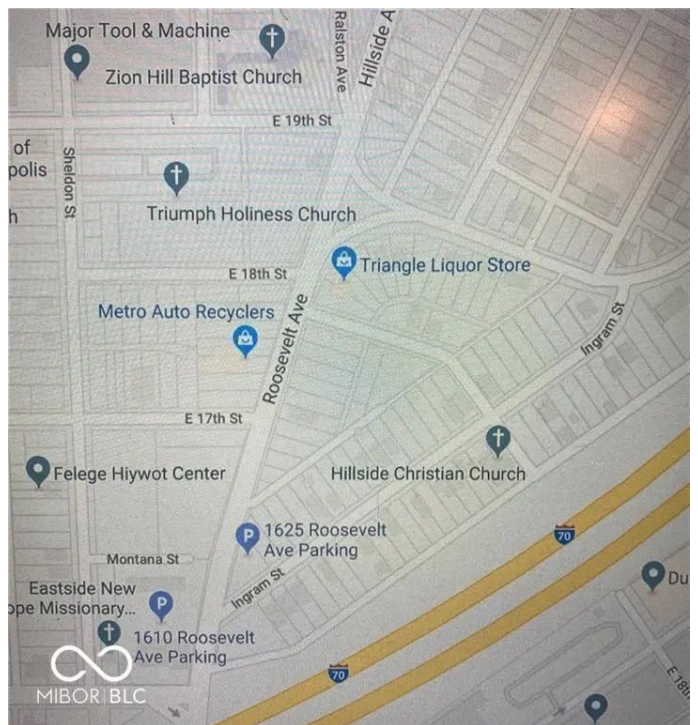 Major Tool & Machine
Zion Hill Baptist Church
Ralston Ave
Hillside A
E 19th St
of
polis
h
Sheldon St
Triumph Holiness Church
E 18th St
Triangle Liquor Store
Metro Auto Recyclers
Roosevelt Ave
Ingram St
E 17th St
Felege Hiywot Center
Hillside Christian Church
1625 Roosevelt
Ave Parking
70
Montana St
Ingram St
Eastside New
ope Missionary...
Du
1610 Roosevelt
Ave Parking
70
E 18th
MIBOR BLC